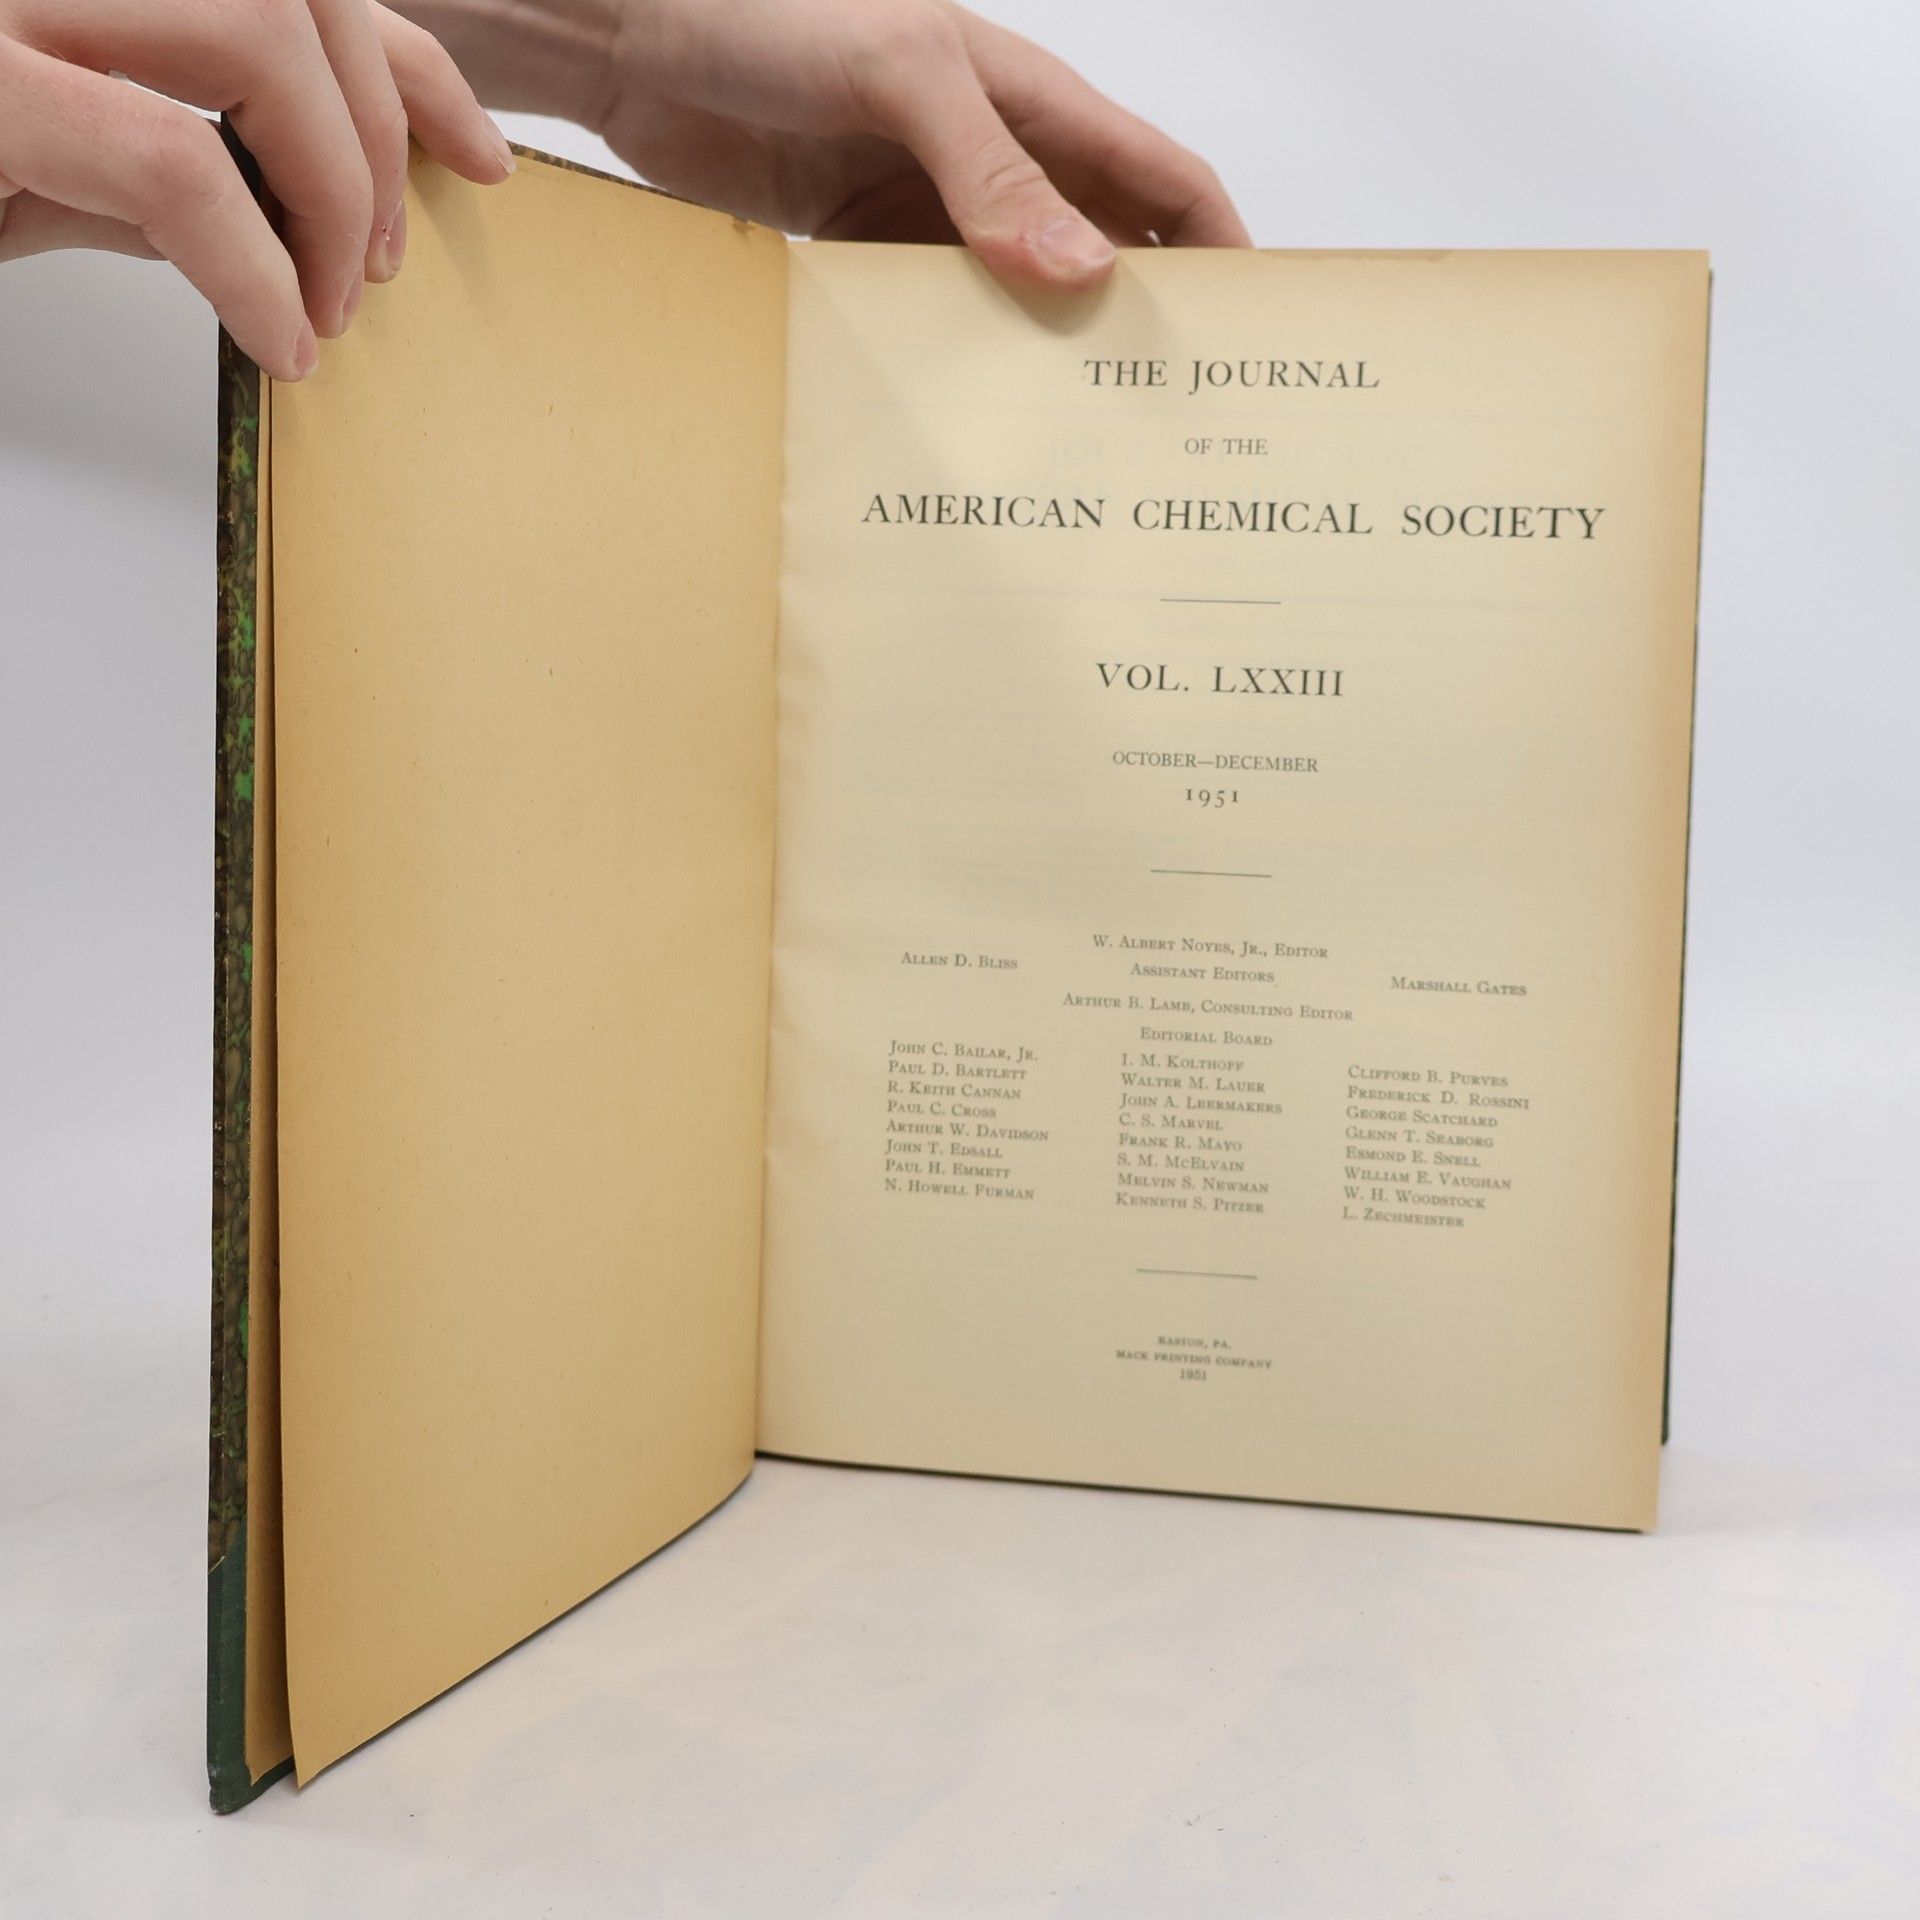 THE JOURNAL
OF THE
AMERICAN CHEMICAL SOCIETY
VOL. LXXIII
OCTOBER—DECEMBER
1951
W. ALBERT NOYES, JR., EDITOR
ALLEN D. BLISS
ASSISTANT EDITORS
MARSHALL GATES
ARTHUR B. LAMB, CONSULTING EDITOR
EDITORIAL BOARD
JOHN C. BAILAR, JR.
PAUL D. BARTLETT
R. KEITH CANNAN
PAUL C. CROSS
ARTHUR W. DAVIDSON
JOHN T. EDSALL
PAUL H. EMMETT
N. HOWELL FURMAN
I. M. KOLTHOFF
WALTER M. LAUER
JOHN A. LEERMAKERS
C. S. MARVEL
FRANK R. MAYO
S. M. MCELVAIN
MELVIN S. NEWMAN
KENNETH S. PITZER
CLIFFORD B. PURVES
FREDERICK D. ROSSINI
GEORGE SCATCHARD
GLENN T. SEABORG
ESMOND E. SNELL
WILLIAM E. VAUGHAN
W. H. WOODSTOCK
L. ZECHMEISTER
EASTON, PA.
MACK PRINTING COMPANY
1951